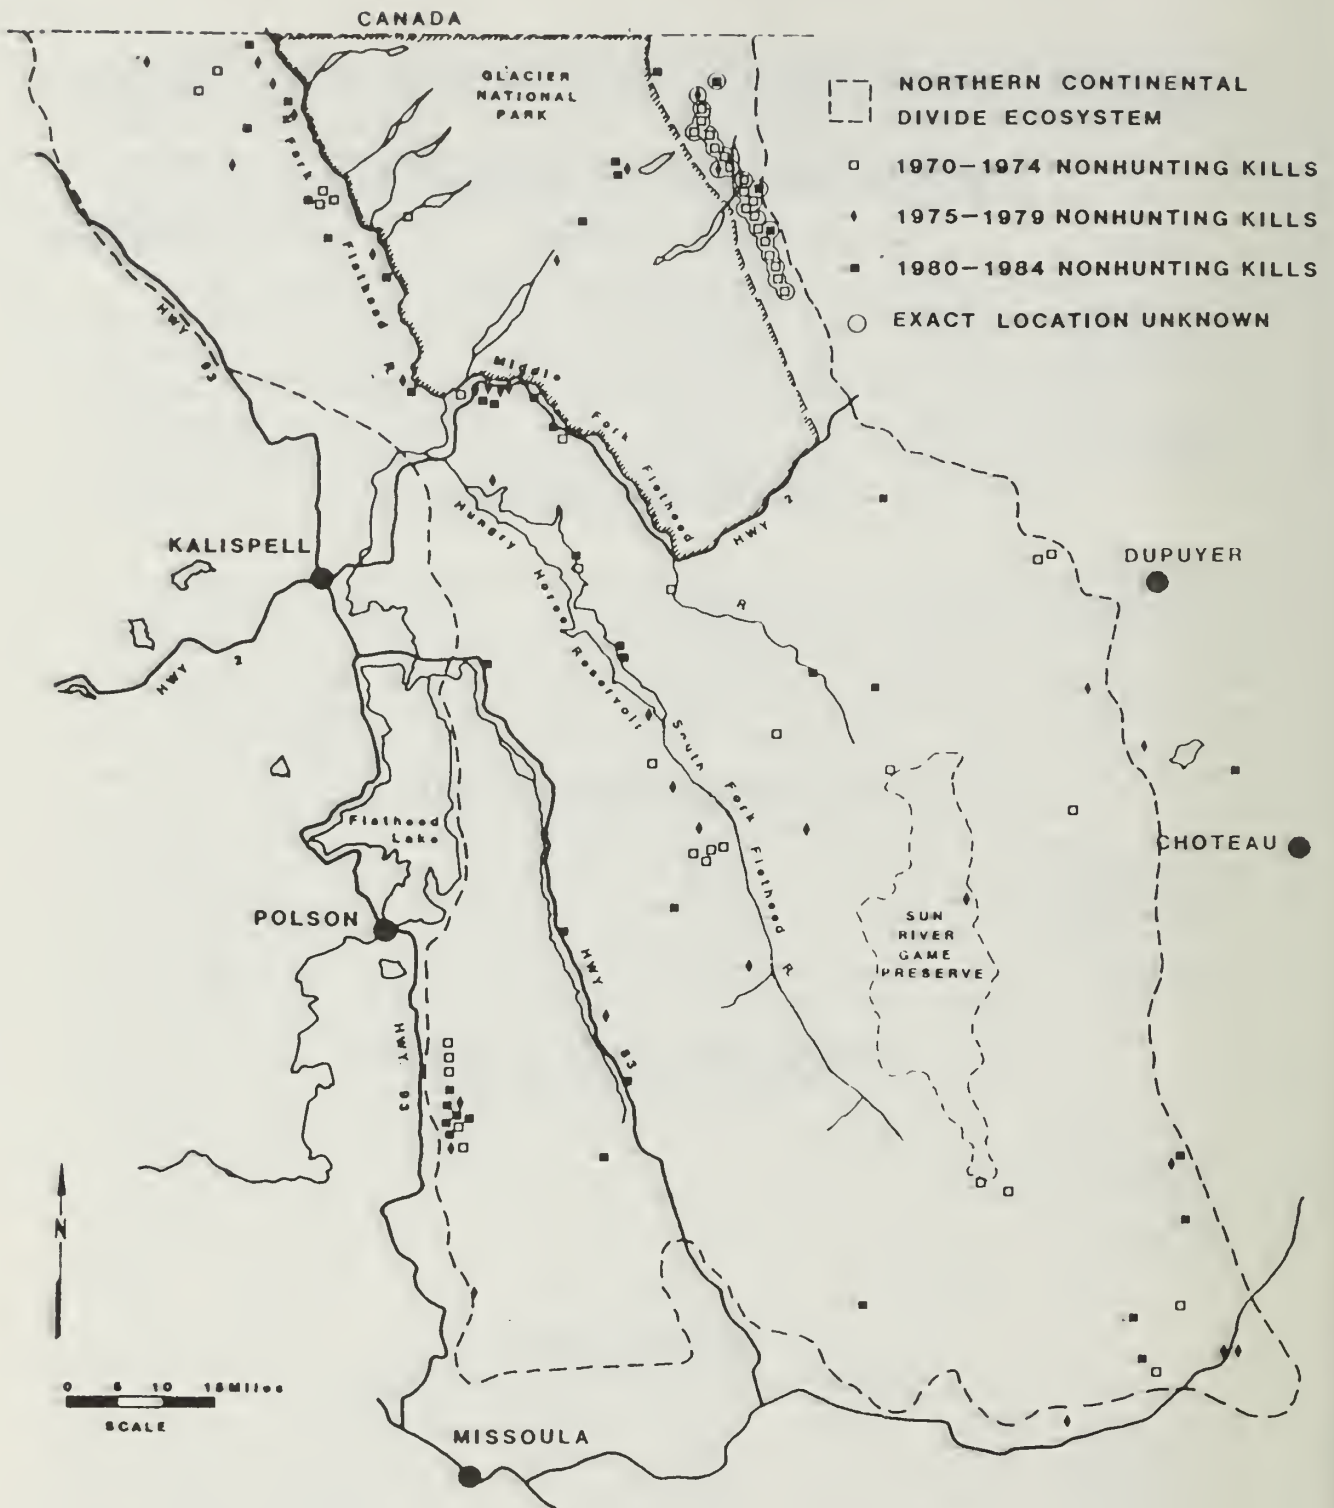 CANADA
GLACIER
NATIONAL
PARK
NORTHERN CONTINENTAL
DIVIDE ECOSYSTEM
1970-1974 NONHUNTING KILLS
1975-1979 NONHUNTING KILLS
1980-1984 NONHUNTING KILLS
EXACT LOCATION UNKNOWN
N Fork Flathead R
HWY 93
Middle Fork Flathead
R
HWY 2
KALISPELL
DUPUYER
Hungry Horse Reservoir
HWY 2
South Fork Flathead R
Flathead
Lake
CHOTEAU
POLSON
SUN
RIVER
GAME
PRESERVE
HWY 83
HWY. 93
N
0 5 10 15 Miles
SCALE
MISSOULA